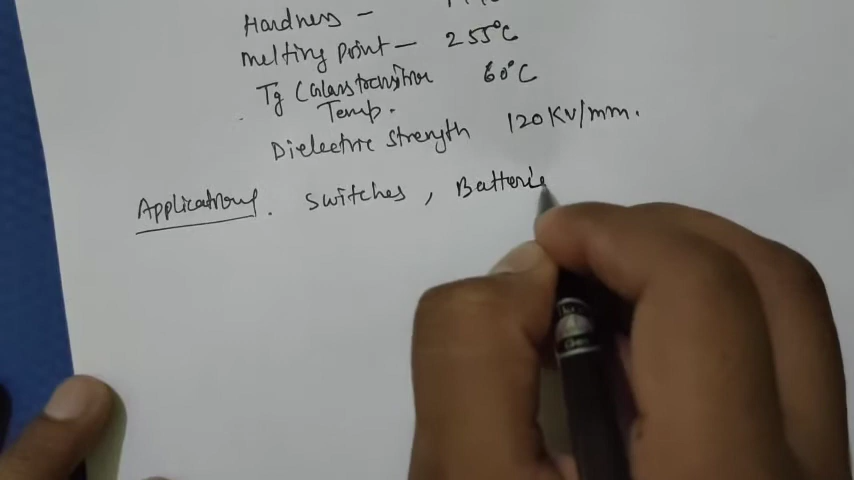 Hardness –
melting point – 255°C
Tg (Glass transition 60°C
Temp.
Dielectric strength 120 KV/mm.
Applications. switches, Batterie